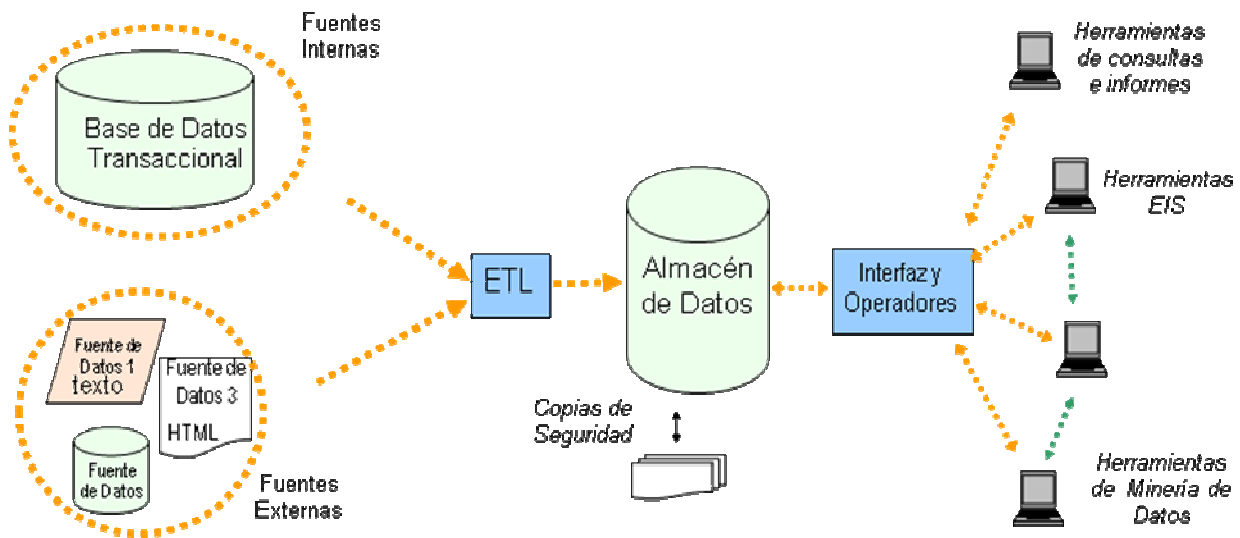 Fuentes
Internas
Base de Datos
Transaccional
ETL
Almacén
de Datos
Interfaz y
Operadores
Herramientas
de consultas
e informes
Herramientas
EIS
Fuente de
Datos 1
texto
Fuente de
Datos 3
HTML
Fuente
de Datos
Fuentes
Externas
Copias de
Seguridad
Herramientas
de Minería de
Datos